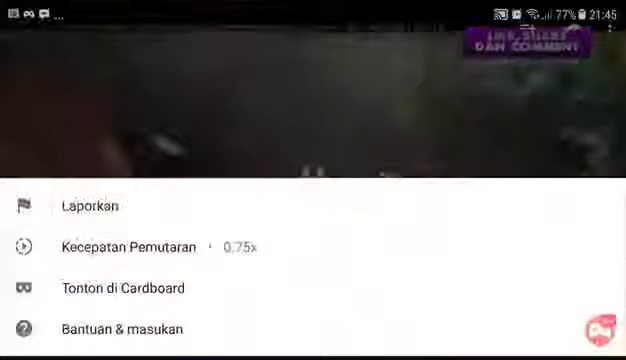 77% 21:45
LIKE, SHARE
DAN COMMENT
Laporkan
Kecepatan Pemutaran • 0,75x
Tonton di Cardboard
Bantuan & masukan